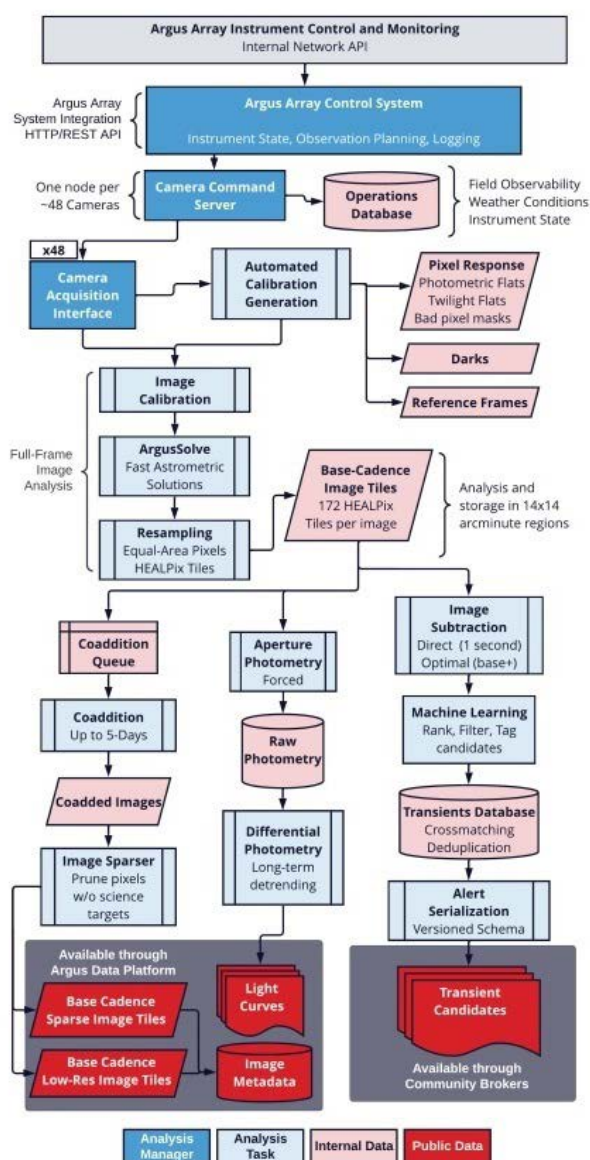 Argus Array Instrument Control and Monitoring
Internal Network API
Argus Array
System Integration
HTTP/REST API
Argus Array Control System
Instrument State, Observation Planning, Logging
One node per
~48 Cameras
Camera Command
Server
Operations
Database
Field Observability
Weather Conditions
Instrument State
x48
Camera
Acquisition
Interface
Automated
Calibration
Generation
Pixel Response
Photometric Flats
Twilight Flats
Bad pixel masks
Darks
Reference Frames
Full-Frame
Image
Analysis
Image
Calibration
ArgusSolve
Fast Astrometric
Solutions
Resampling
Equal-Area Pixels
HEALPix Tiles
Base-Cadence
Image Tiles
172 HEALPix
Tiles per image
Analysis and
storage in 14x14
arcminute regions
Coaddition
Queue
Coaddition
Up to 5-Days
Coadded Images
Image Sparser
Prune pixels
w/o science
targets
Aperture
Photometry
Forced
Raw
Photometry
Differential
Photometry
Long-term
detrending
Image
Subtraction
Direct (1 second)
Optimal (base+)
Machine Learning
Rank, Filter, Tag
candidates
Transients Database
Crossmatching
Deduplication
Alert
Serialization
Versioned Schema
Available through
Argus Data Platform
Base Cadence
Sparse Image Tiles
Base Cadence
Low-Res Image Tiles
Light
Curves
Image
Metadata
Transient
Candidates
Available through
Community Brokers
Analysis
Manager
Analysis
Task
Internal Data
Public Data